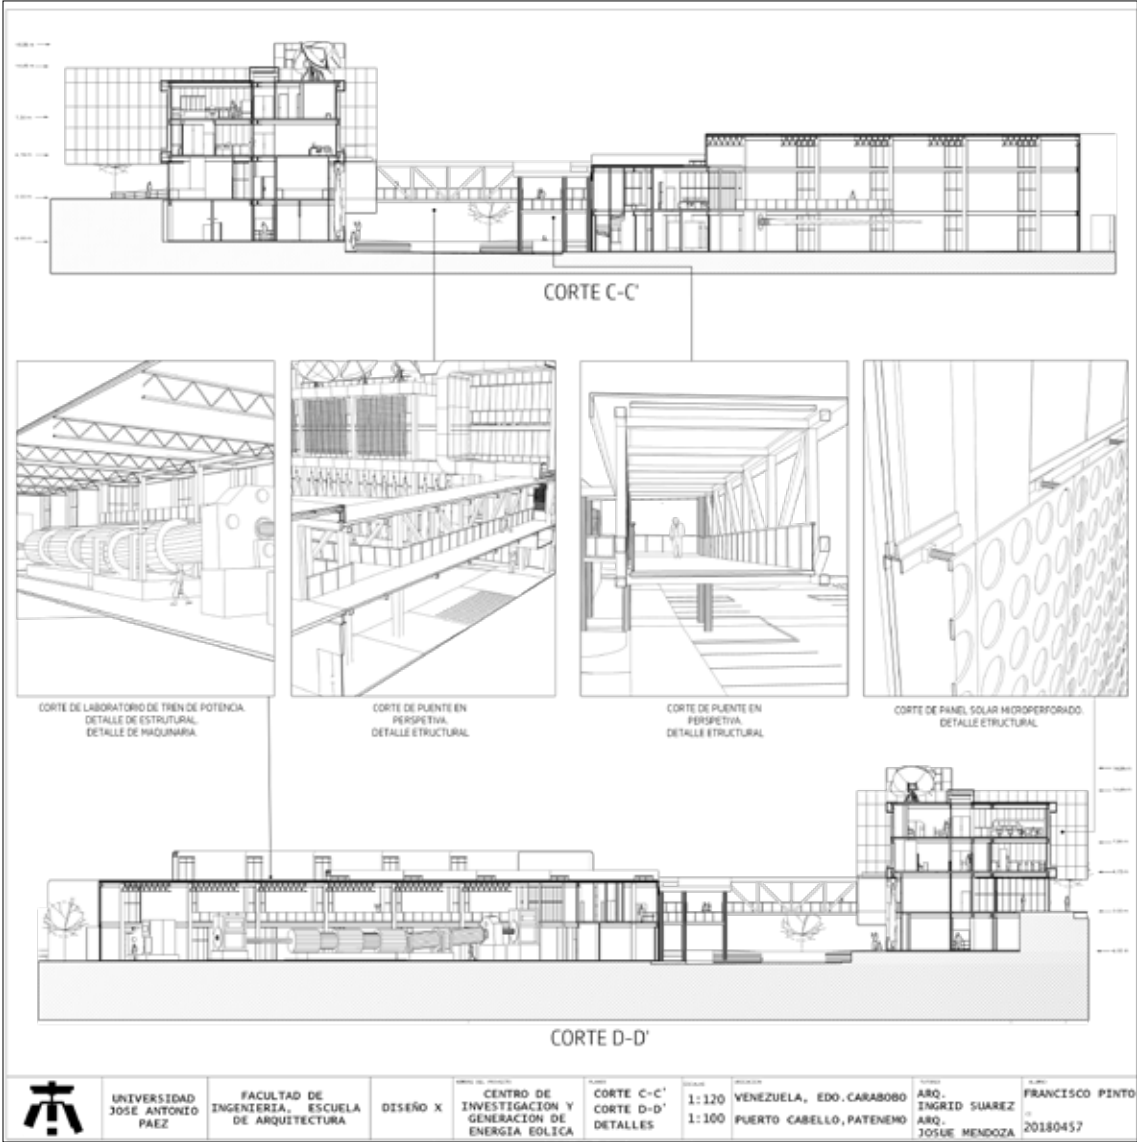 CORTE C-C'
CORTE DE LABORATORIO DE TREN DE POTENCIA.
DETALLE DE ESTRUTURAL.
DETALLE DE MAQUINARIA.
CORTE DE PUENTE EN
PERSPETIVA.
DETALLE ETRUCTURAL
CORTE DE PUENTE EN
PERSPETIVA.
DETALLE ETRUCTURAL
CORTE DE PANEL SOLAR MICROPERFORADO.
DETALLE ETRUCTURAL
CORTE D-D'
UNIVERSIDAD
JOSE ANTONIO
PAEZ
FACULTAD DE
INGENIERIA, ESCUELA
DE ARQUITECTURA
DISEÑO X
CENTRO DE
INVESTIGACION Y
GENERACION DE
ENERGIA EOLICA
CORTE C-C'
CORTE D-D'
DETALLES
1:120
1:100
VENEZUELA, EDO.CARABOBO
PUERTO CABELLO,PATENEMO
ARQ.
INGRID SUAREZ
ARQ.
JOSUE MENDOZA
FRANCISCO PINTO
20180457